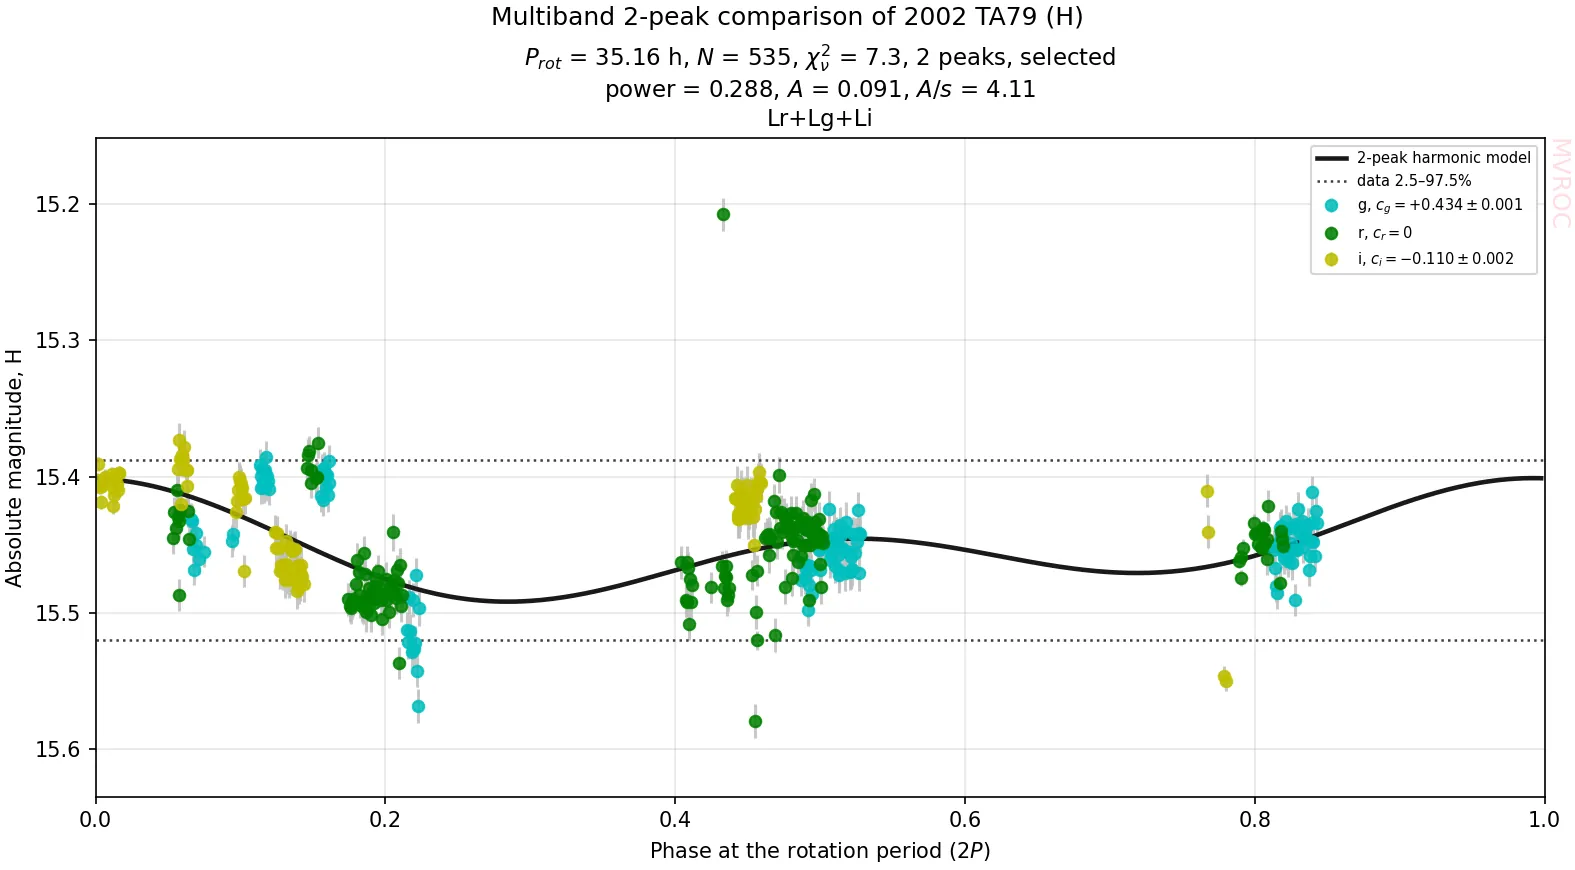 Multiband 2-peak comparison of 2002 TA79 (H)
P_rot = 35.16 h, N = 535, χ²_ν = 7.3, 2 peaks, selected
power = 0.288, A = 0.091, A/s = 4.11
Lr+Lg+Li
2-peak harmonic model
data 2.5–97.5%
g, c_g = +0.434 ± 0.001
r, c_r = 0
i, c_i = −0.110 ± 0.002
MVROC
Absolute magnitude, H
15.2
15.3
15.4
15.5
15.6
0.0
0.2
0.4
0.6
0.8
1.0
Phase at the rotation period (2P)